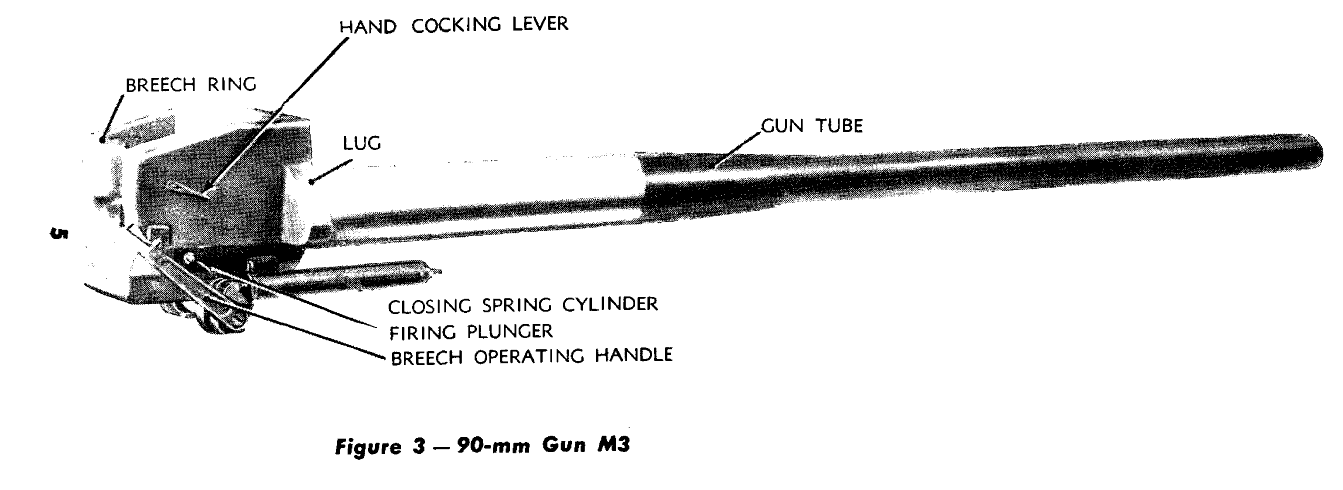 HAND COCKING LEVER
BREECH RING
LUG
GUN TUBE
5
CLOSING SPRING CYLINDER
FIRING PLUNGER
BREECH OPERATING HANDLE
Figure 3 — 90-mm Gun M3